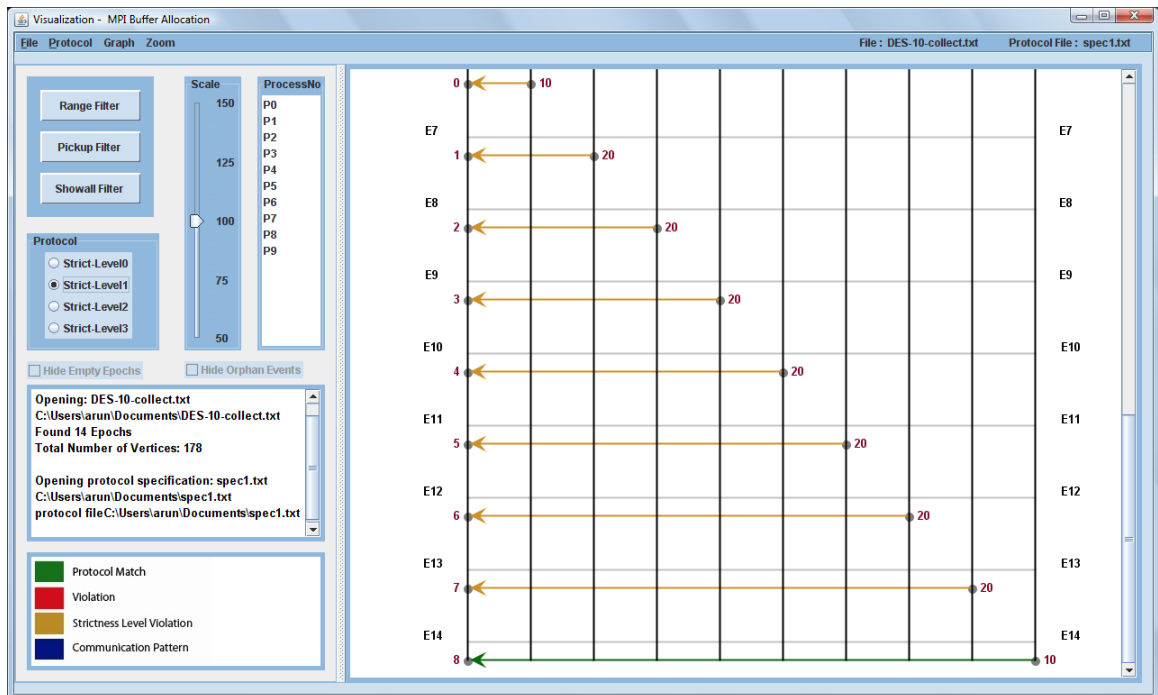 Visualization - MPI Buffer Allocation
File Protocol Graph Zoom File : DES-10-collect.txt Protocol File : spec1.txt
Range Filter
Pickup Filter
Showall Filter
Scale
150
125
100
75
50
ProcessNo
P0
P1
P2
P3
P4
P5
P6
P7
P8
P9
Protocol
Strict-Level0
Strict-Level1
Strict-Level2
Strict-Level3
Hide Empty Epochs Hide Orphan Events
Opening: DES-10-collect.txt
C:\Users\arun\Documents\DES-10-collect.txt
Found 14 Epochs
Total Number of Vertices: 178
Opening protocol specification: spec1.txt
C:\Users\arun\Documents\spec1.txt
protocol fileC:\Users\arun\Documents\spec1.txt
Protocol Match
Violation
Strictness Level Violation
Communication Pattern
0 10
E7 E7
1 20
E8 E8
2 20
E9 E9
3 20
E10 E10
4 20
E11 E11
5 20
E12 E12
6 20
E13 E13
7 20
E14 E14
8 10